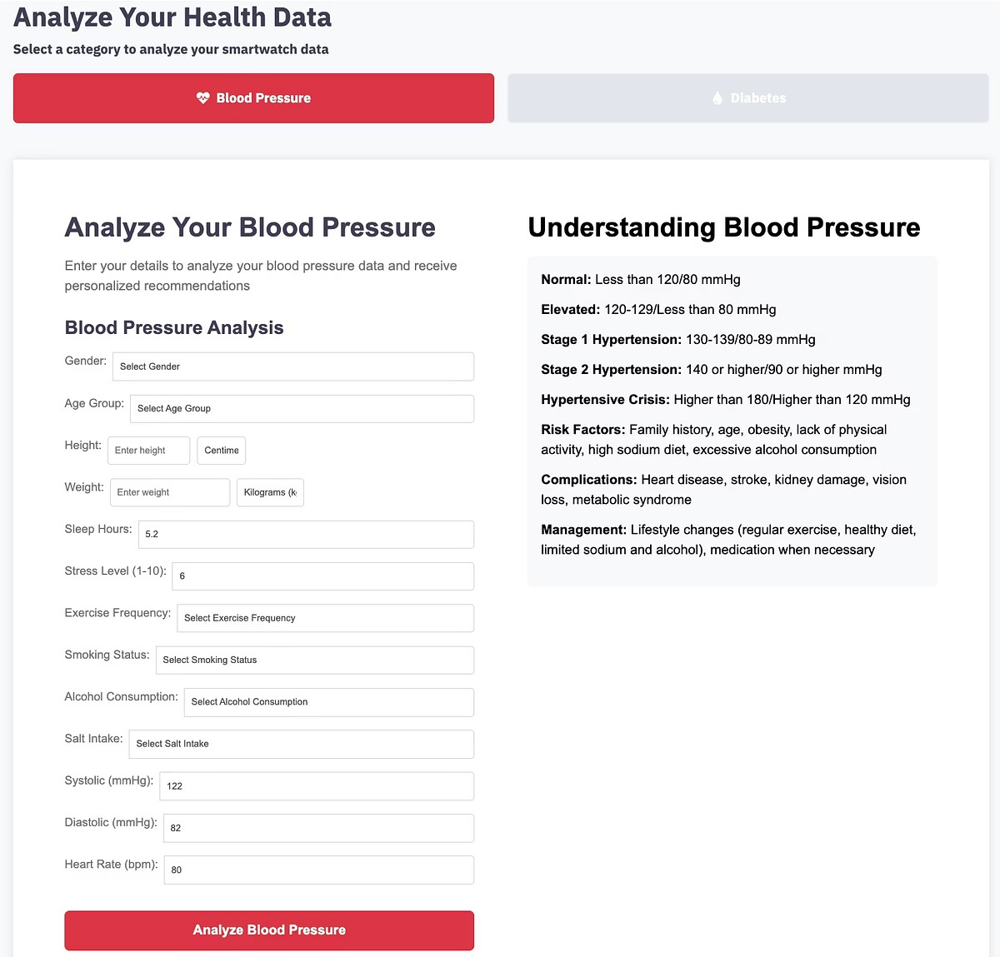 Analyze Your Health Data
Select a category to analyze your smartwatch data
Blood Pressure
Diabetes
Analyze Your Blood Pressure
Enter your details to analyze your blood pressure data and receive
personalized recommendations
Blood Pressure Analysis
Gender: Select Gender
Age Group: Select Age Group
Height: Enter height Centime
Weight: Enter weight Kilograms (k
Sleep Hours: 5.2
Stress Level (1-10): 6
Exercise Frequency: Select Exercise Frequency
Smoking Status: Select Smoking Status
Alcohol Consumption: Select Alcohol Consumption
Salt Intake: Select Salt Intake
Systolic (mmHg): 122
Diastolic (mmHg): 82
Heart Rate (bpm): 80
Analyze Blood Pressure
Understanding Blood Pressure
Normal: Less than 120/80 mmHg
Elevated: 120-129/Less than 80 mmHg
Stage 1 Hypertension: 130-139/80-89 mmHg
Stage 2 Hypertension: 140 or higher/90 or higher mmHg
Hypertensive Crisis: Higher than 180/Higher than 120 mmHg
Risk Factors: Family history, age, obesity, lack of physical
activity, high sodium diet, excessive alcohol consumption
Complications: Heart disease, stroke, kidney damage, vision
loss, metabolic syndrome
Management: Lifestyle changes (regular exercise, healthy diet,
limited sodium and alcohol), medication when necessary